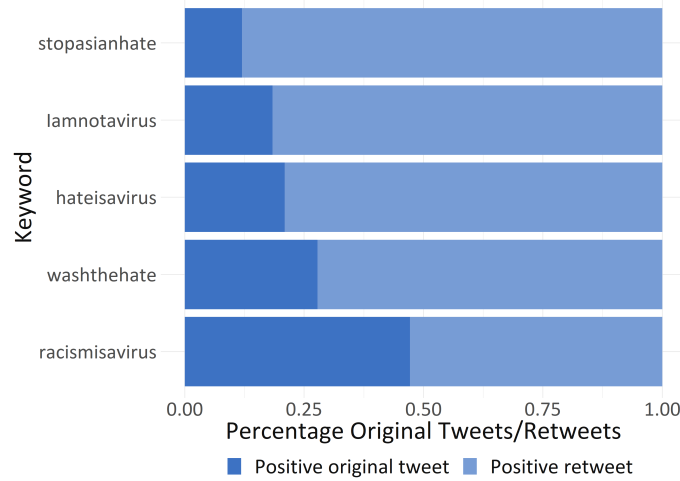 stopasianhate
Iamnotavirus
hateisavirus
washthehate
racismisavirus
Keyword
0.00 0.25 0.50 0.75 1.00
Percentage Original Tweets/Retweets
Positive original tweet Positive retweet